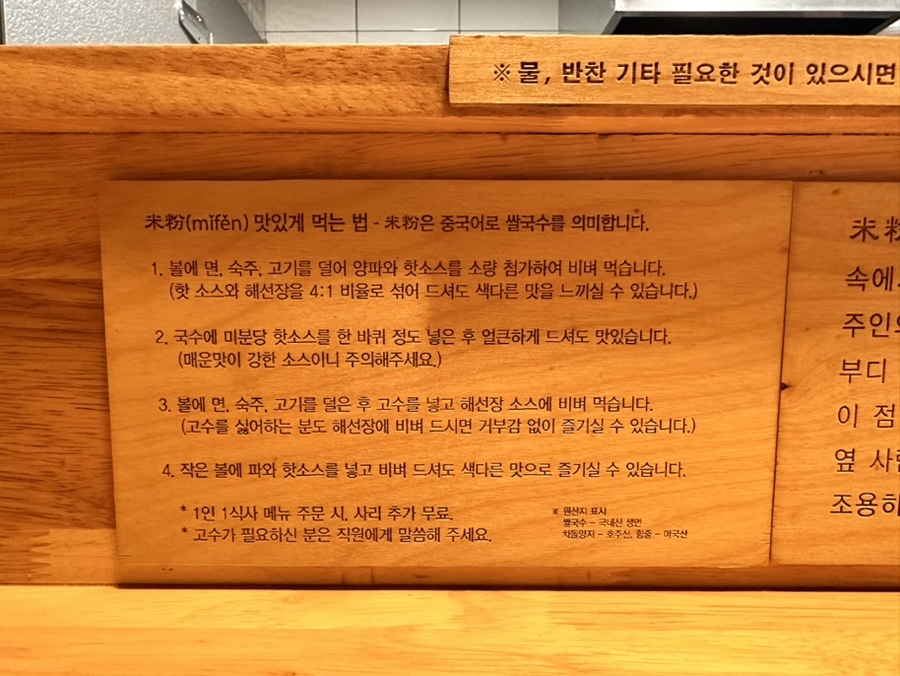 ※물, 반찬 기타 필요한 것이 있으시면
米粉(mǐfěn) 맛있게 먹는 법 - 米粉은 중국어로 쌀국수를 의미합니다.
1. 볼에 면, 숙주, 고기를 덜어 양파와 핫소스를 소량 첨가하여 비벼 먹습니다.
(핫 소스와 해선장을 4:1 비율로 섞어 드셔도 색다른 맛을 느끼실 수 있습니다.)
2. 국수에 미분당 핫소스를 한 바퀴 정도 넣은 후 얼큰하게 드셔도 맛있습니다.
(매운맛이 강한 소스이니 주의해주세요.)
3. 볼에 면, 숙주, 고기를 덜은 후 고수를 넣고 해선장 소스에 비벼 먹습니다.
(고수를 싫어하는 분도 해선장에 비벼 드시면 거부감 없이 즐기실 수 있습니다.)
4. 작은 볼에 파와 핫소스를 넣고 비벼 드셔도 색다른 맛으로 즐기실 수 있습니다.
* 1인 1식사 메뉴 주문 시, 사리 추가 무료.
* 고수가 필요하신 분은 직원에게 말씀해 주세요.
※ 원산지 표시
쌀국수 - 국내산 생면
차돌양지 - 호주산, 힘줄 - 미국산
米粉
속에
주인
부디
이 점
옆 사
조용히